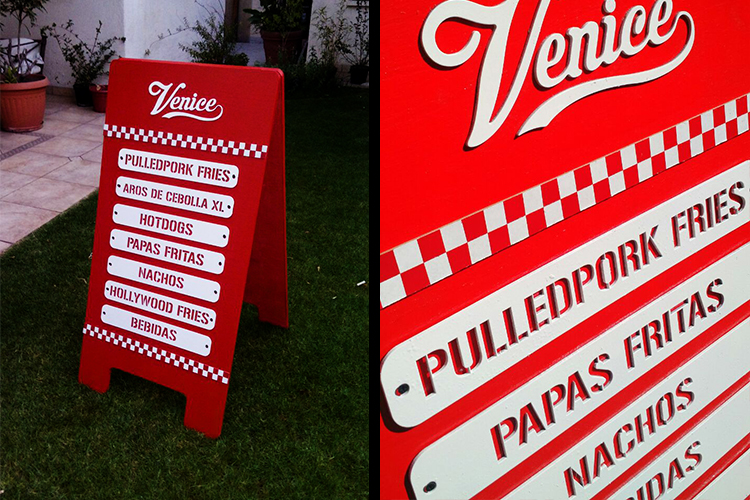 Venice
PULLEDPORK FRIES
AROS DE CEBOLLA XL
HOTDOGS
PAPAS FRITAS
NACHOS
HOLLYWOOD FRIES
BEBIDAS
Venice
PULLEDPORK FRIES
PAPAS FRITAS
NACHOS
BIDAS